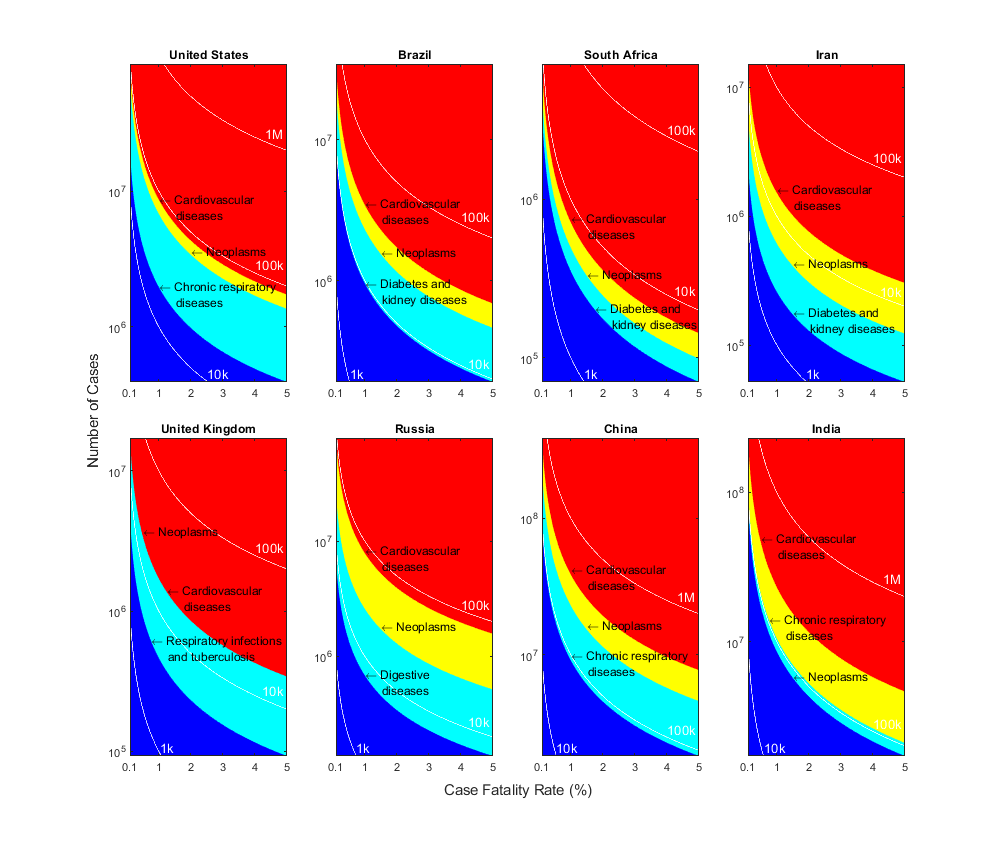 United States
Brazil
South Africa
Iran
10^7
10^6
1M
Cardiovascular
diseases
Neoplasms
100k
Chronic respiratory
diseases
10k
0.1 1 2 3 4 5
10^7
10^6
Cardiovascular
diseases
100k
Neoplasms
Diabetes and
kidney diseases
10k
1k
0.1 1 2 3 4 5
10^6
10^5
100k
Cardiovascular
diseases
Neoplasms
10k
Diabetes and
kidney diseases
1k
0.1 1 2 3 4 5
10^7
10^6
10^5
100k
Cardiovascular
diseases
Neoplasms
10k
Diabetes and
kidney diseases
1k
0.1 1 2 3 4 5
Number of Cases
United Kingdom
Russia
China
India
10^7
10^6
10^5
Neoplasms
100k
Cardiovascular
diseases
Respiratory infections
and tuberculosis
10k
1k
0.1 1 2 3 4 5
10^7
10^6
Cardiovascular
diseases
100k
Neoplasms
Digestive
diseases
10k
1k
0.1 1 2 3 4 5
10^8
10^7
Cardiovascular
diseases
1M
Neoplasms
Chronic respiratory
diseases
100k
10k
0.1 1 2 3 4 5
10^8
10^7
Cardiovascular
diseases
1M
Chronic respiratory
diseases
Neoplasms
100k
10k
0.1 1 2 3 4 5
Case Fatality Rate (%)